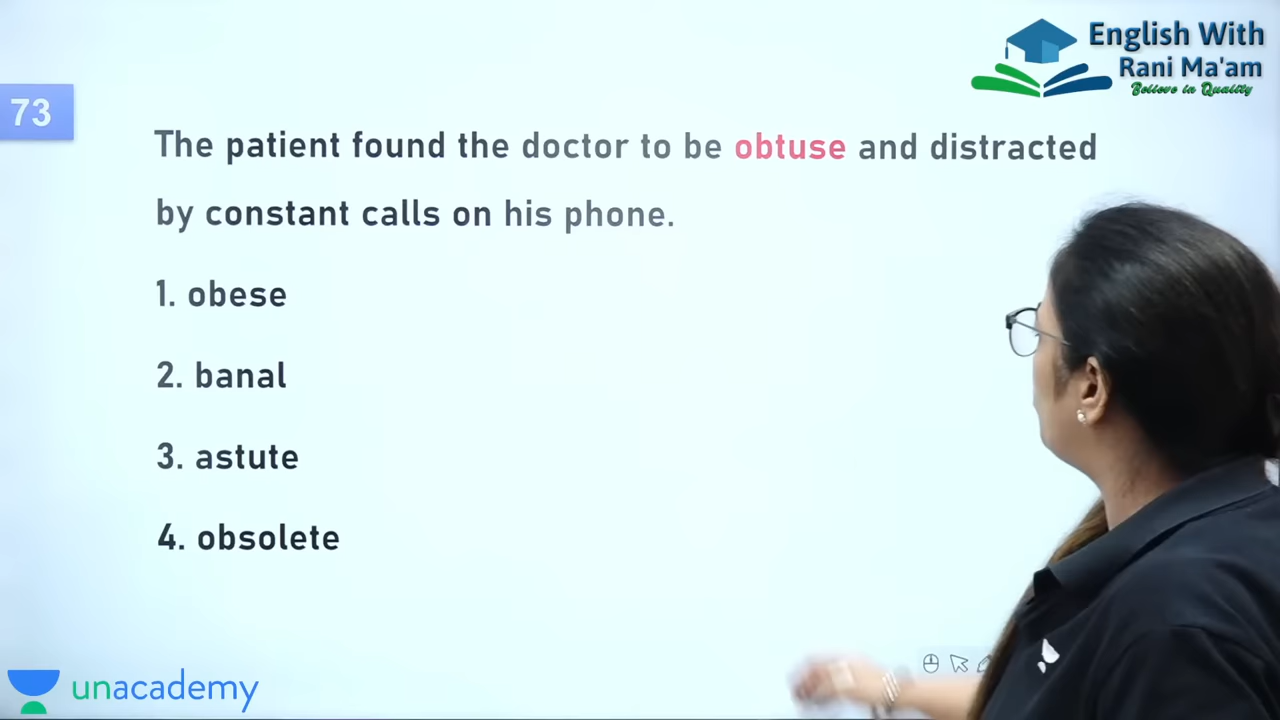 English With
Rani Ma'am
Believe in Quality
73
The patient found the doctor to be obtuse and distracted
by constant calls on his phone.
1. obese
2. banal
3. astute
4. obsolete
unacademy